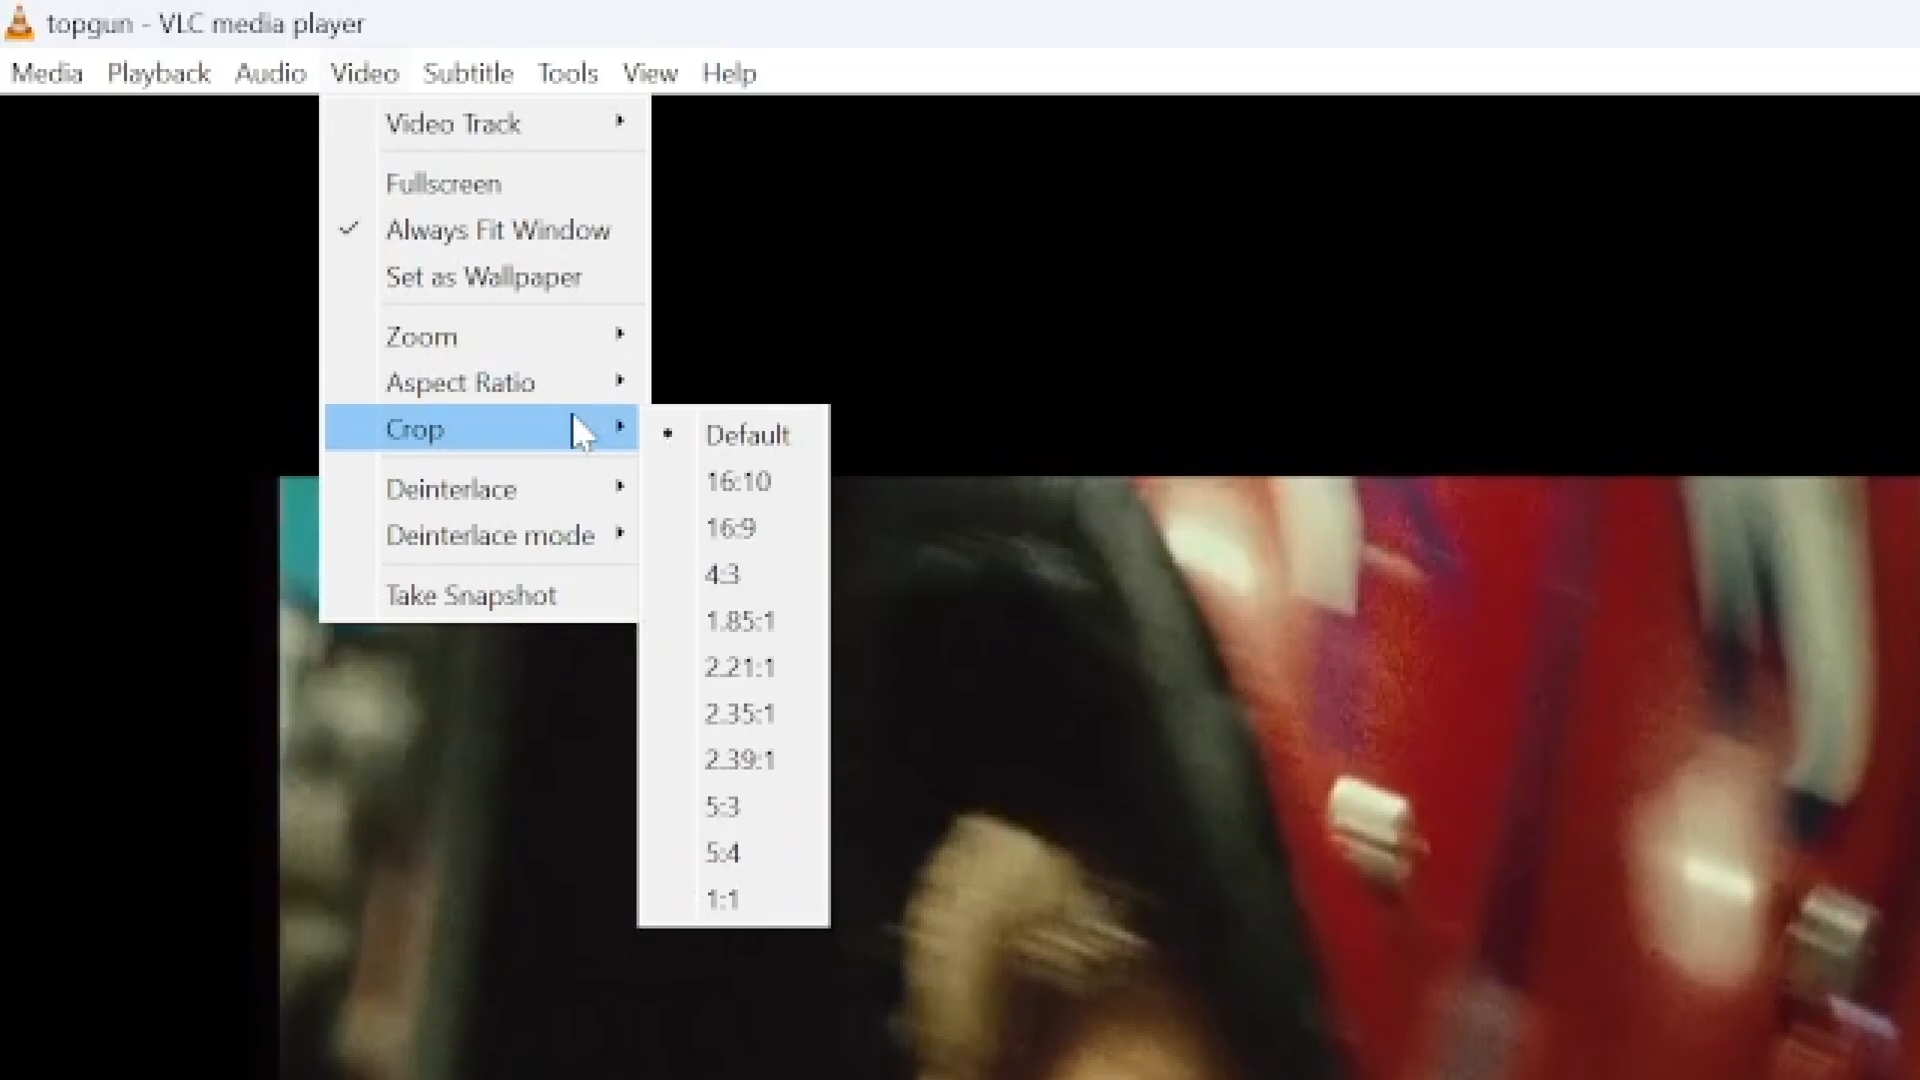 topgun - VLC media player
Media Playback Audio Video Subtitle Tools View Help
Video Track
Fullscreen
Always Fit Window
Set as Wallpaper
Zoom
Aspect Ratio
Crop
Deinterlace
Deinterlace mode
Take Snapshot
Default
16:10
16:9
4:3
1.85:1
2.21:1
2.35:1
2.39:1
5:3
5:4
1:1